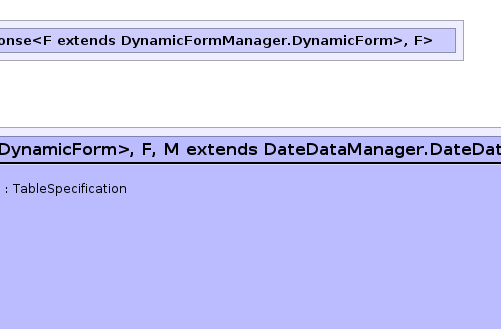 onse<F extends DynamicFormManager.DynamicForm>, F>
DynamicForm>, F, M extends DateDataManager.DateDat
: TableSpecification